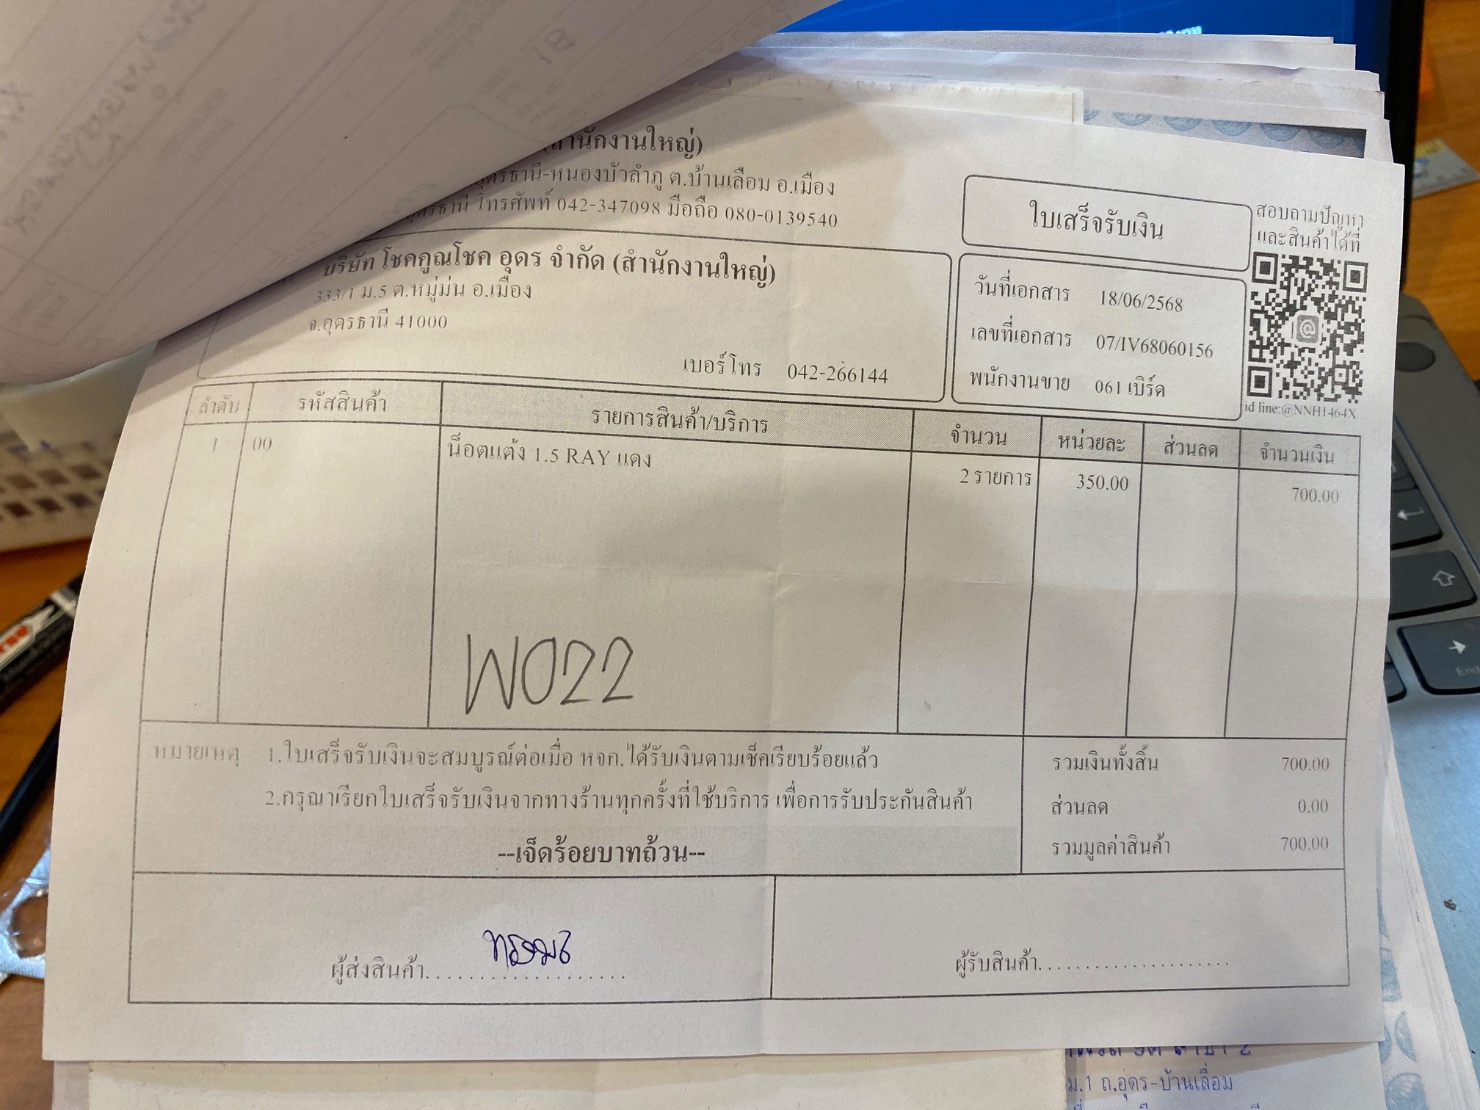 (สำนักงานใหญ่)
อุดรธานี-หนองบัวลำภู ต.บ้านเลื่อม อ.เมือง
โทรศัพท์ 042-347098 มือถือ 080-0139540
ใบเสร็จรับเงิน
สอบถามปัญหา
และสินค้าได้ที่
บริษัท โชคคูณโชค อุดร จำกัด (สำนักงานใหญ่)
333/1 ม.5 ต.หมู่ม่น อ.เมือง
จ.อุดรธานี 41000
เบอร์โทร 042-266144
วันที่เอกสาร 18/06/2568
เลขที่เอกสาร 07/IV68060156
พนักงานขาย 061 เบิร์ด
id line:@NNH1464X
ลำดับ รหัสสินค้า รายการสินค้า/บริการ จำนวน หน่วยละ ส่วนลด จำนวนเงิน
1 00 น็อตแต้ง 1.5 RAY แดง 2 รายการ 350.00 700.00
W022
หมายเหตุ 1.ใบเสร็จรับเงินจะสมบูรณ์ต่อเมื่อ หจก.ได้รับเงินตามเช็คเรียบร้อยแล้ว
2.กรุณาเรียกใบเสร็จรับเงินจากทางร้านทุกครั้งที่ใช้บริการ เพื่อการรับประกันสินค้า
--เจ็ดร้อยบาทถ้วน--
รวมเงินทั้งสิ้น 700.00
ส่วนลด 0.00
รวมมูลค่าสินค้า 700.00
ผู้ส่งสินค้า....................
ผู้รับสินค้า....................
ม.1 ถ.อุดร-บ้านเลื่อม